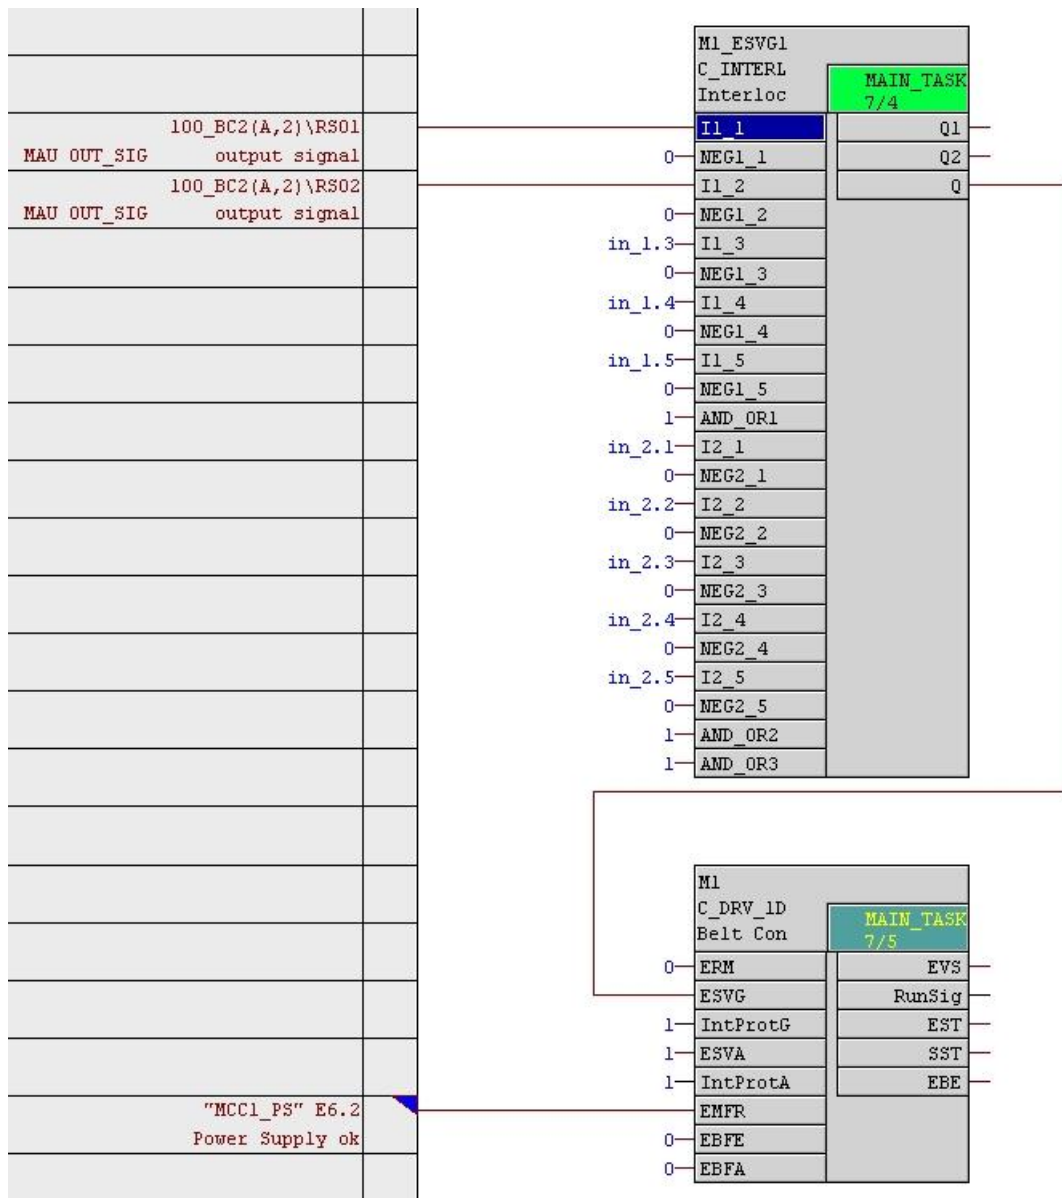 M1_ESVG1
C_INTERL
Interloc
MAIN_TASK
7/4
100_BC2(A,2)\RS01
MAU OUT_SIG output signal
100_BC2(A,2)\RS02
MAU OUT_SIG output signal
I1_1 Q1
0 NEG1_1 Q2
I1_2 Q
0 NEG1_2
in_1.3 I1_3
0 NEG1_3
in_1.4 I1_4
0 NEG1_4
in_1.5 I1_5
0 NEG1_5
1 AND_OR1
in_2.1 I2_1
0 NEG2_1
in_2.2 I2_2
0 NEG2_2
in_2.3 I2_3
0 NEG2_3
in_2.4 I2_4
0 NEG2_4
in_2.5 I2_5
0 NEG2_5
1 AND_OR2
1 AND_OR3
M1
C_DRV_1D
Belt Con
MAIN_TASK
7/5
0 ERM EVS
ESVG RunSig
1 IntProtG EST
1 ESVA SST
1 IntProtA EBE
"MCC1_PS" E6.2
Power Supply ok
EMFR
0 EBFE
0 EBFA